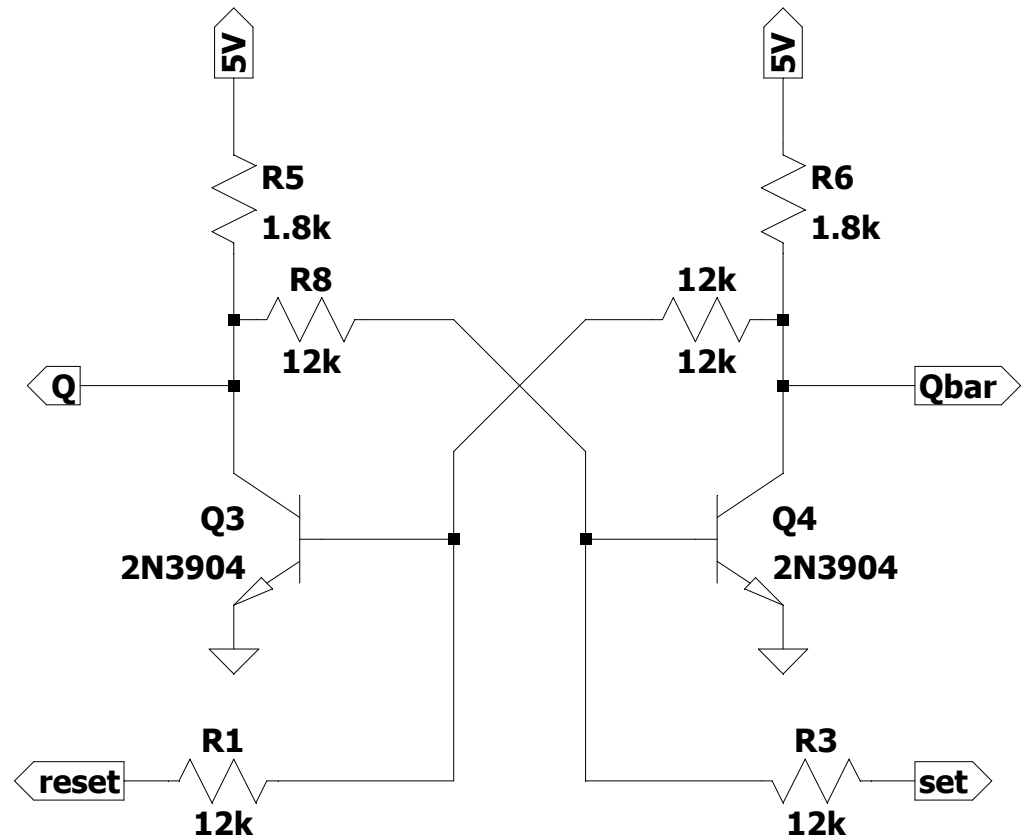 5V
5V
R5
1.8k
R6
1.8k
R8
12k
12k
12k
Q
Qbar
Q3
2N3904
Q4
2N3904
R1
12k
reset
R3
12k
set